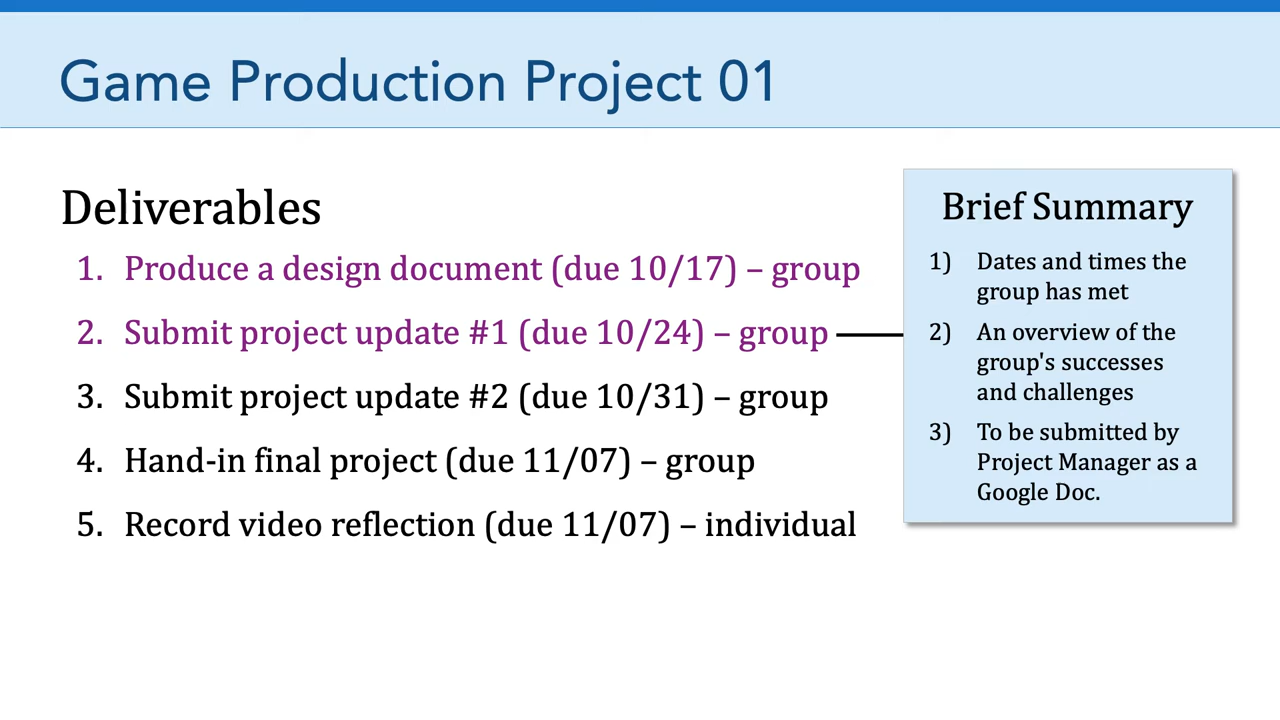 Game Production Project 01
Deliverables
1. Produce a design document (due 10/17) – group
2. Submit project update #1 (due 10/24) – group
3. Submit project update #2 (due 10/31) – group
4. Hand-in final project (due 11/07) – group
5. Record video reflection (due 11/07) – individual
Brief Summary
1) Dates and times the
group has met
2) An overview of the
group's successes
and challenges
3) To be submitted by
Project Manager as a
Google Doc.